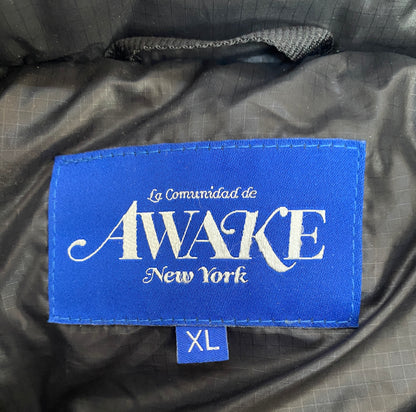 La Comunidad de
AWAKE
New York
XL